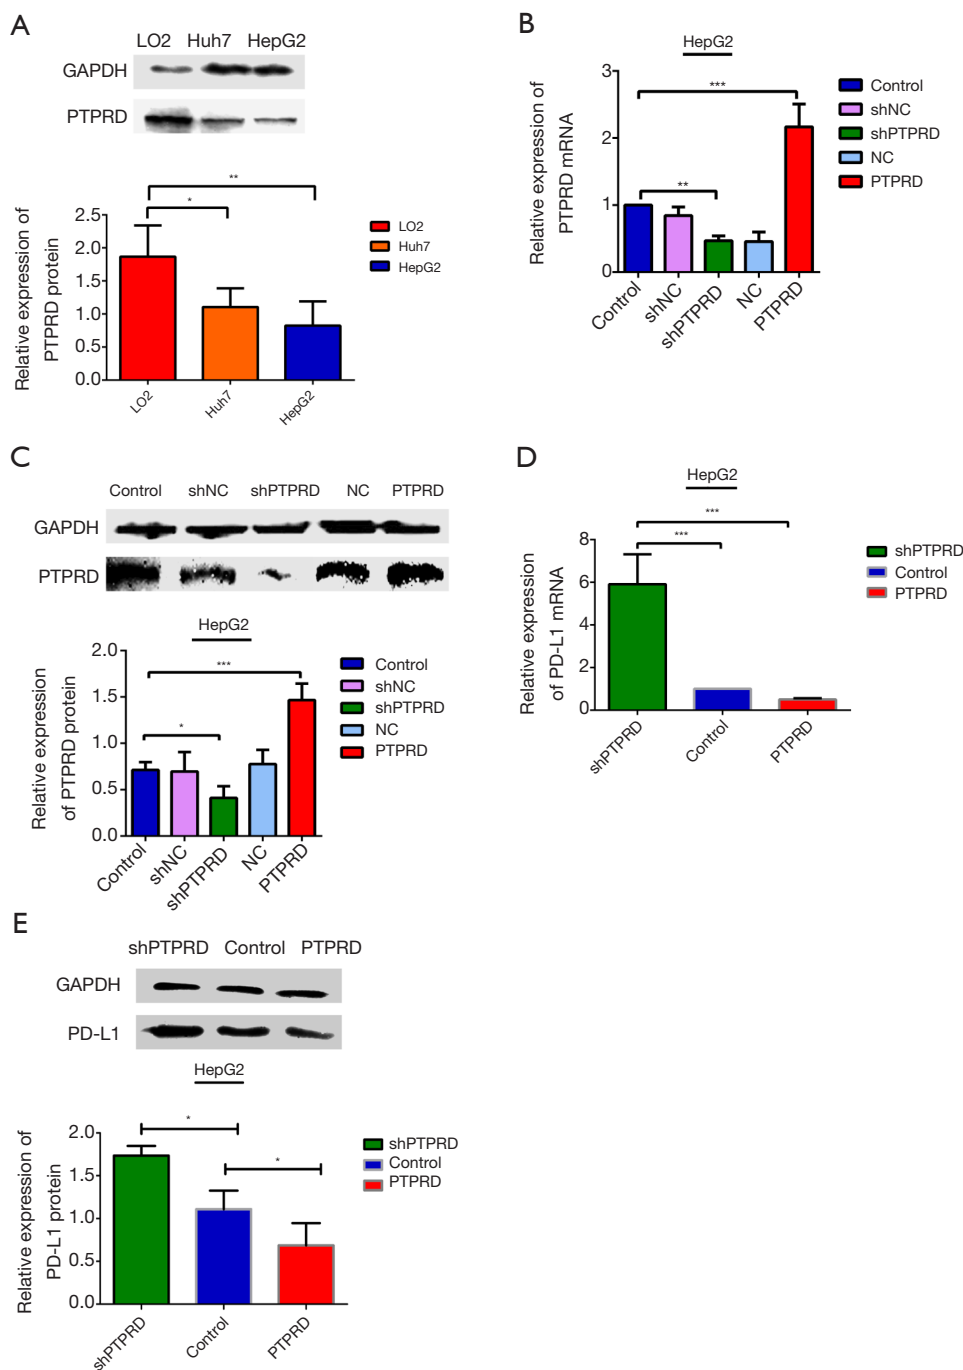 A
LO2 Huh7 HepG2
GAPDH
PTPRD
**
*
Relative expression of
PTPRD protein
2.5
2.0
1.5
1.0
0.5
0.0
LO2
Huh7
HepG2
LO2
Huh7
HepG2
B
HepG2
***
**
Relative expression of
PTPRD mRNA
3
2
1
0
Control
shNC
shPTPRD
NC
PTPRD
Control
shNC
shPTPRD
NC
PTPRD
C
Control shNC shPTPRD NC PTPRD
GAPDH
PTPRD
HepG2
***
*
Relative expression
of PTPRD protein
2.0
1.5
1.0
0.5
0.0
Control
shNC
shPTPRD
NC
PTPRD
Control
shNC
shPTPRD
NC
PTPRD
D
HepG2
***
***
Relative expression
of PD-L1 mRNA
8
6
4
2
0
shPTPRD
Control
PTPRD
shPTPRD
Control
PTPRD
E
shPTPRD Control PTPRD
GAPDH
PD-L1
HepG2
*
*
Relative expression of
PD-L1 protein
2.0
1.5
1.0
0.5
0.0
shPTPRD
Control
PTPRD
shPTPRD
Control
PTPRD